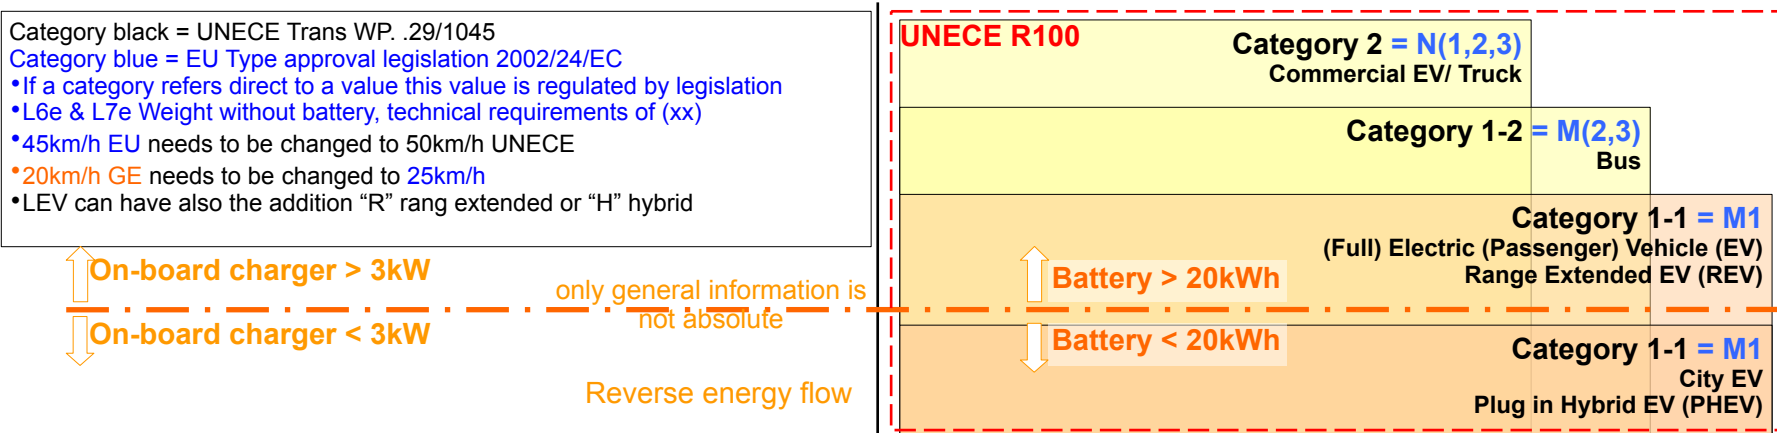 Category black = UNECE Trans WP. .29/1045
Category blue = EU Type approval legislation 2002/24/EC
•If a category refers direct to a value this value is regulated by legislation
•L6e & L7e Weight without battery, technical requirements of (xx)
•45km/h EU needs to be changed to 50km/h UNECE
•20km/h GE needs to be changed to 25km/h
•LEV can have also the addition “R” rang extended or “H” hybrid
On-board charger > 3kW
only general information is
not absolute
On-board charger < 3kW
Reverse energy flow
UNECE R100
Category 2 = N(1,2,3)
Commercial EV/ Truck
Category 1-2 = M(2,3)
Bus
Category 1-1 = M1
(Full) Electric (Passenger) Vehicle (EV)
Range Extended EV (REV)
Battery > 20kWh
Battery < 20kWh
Category 1-1 = M1
City EV
Plug in Hybrid EV (PHEV)